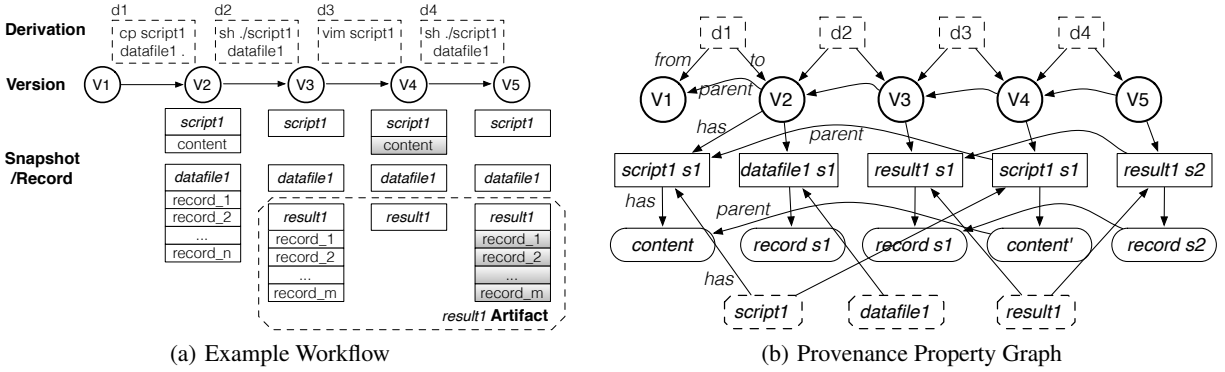 d1 d2 d3 d4
Derivation
cp script1 sh ./script1 vim script1 sh ./script1
datafile1 . datafile1 datafile1
Version V1 V2 V3 V4 V5
script1 script1 script1 script1
content content
Snapshot
/Record
datafile1 datafile1 datafile1 datafile1
record_1
record_2
...
record_n
result1 result1 result1
record_1 record_1
record_2 record_2
... ...
record_m record_m
result1 Artifact
(a) Example Workflow
d1 d2 d3 d4
from to
V1 parent V2 V3 V4 V5
has parent
script1 s1 datafile1 s1 result1 s1 script1 s1 result1 s2
has parent
content record s1 record s1 content' record s2
has
script1 datafile1 result1
(b) Provenance Property Graph